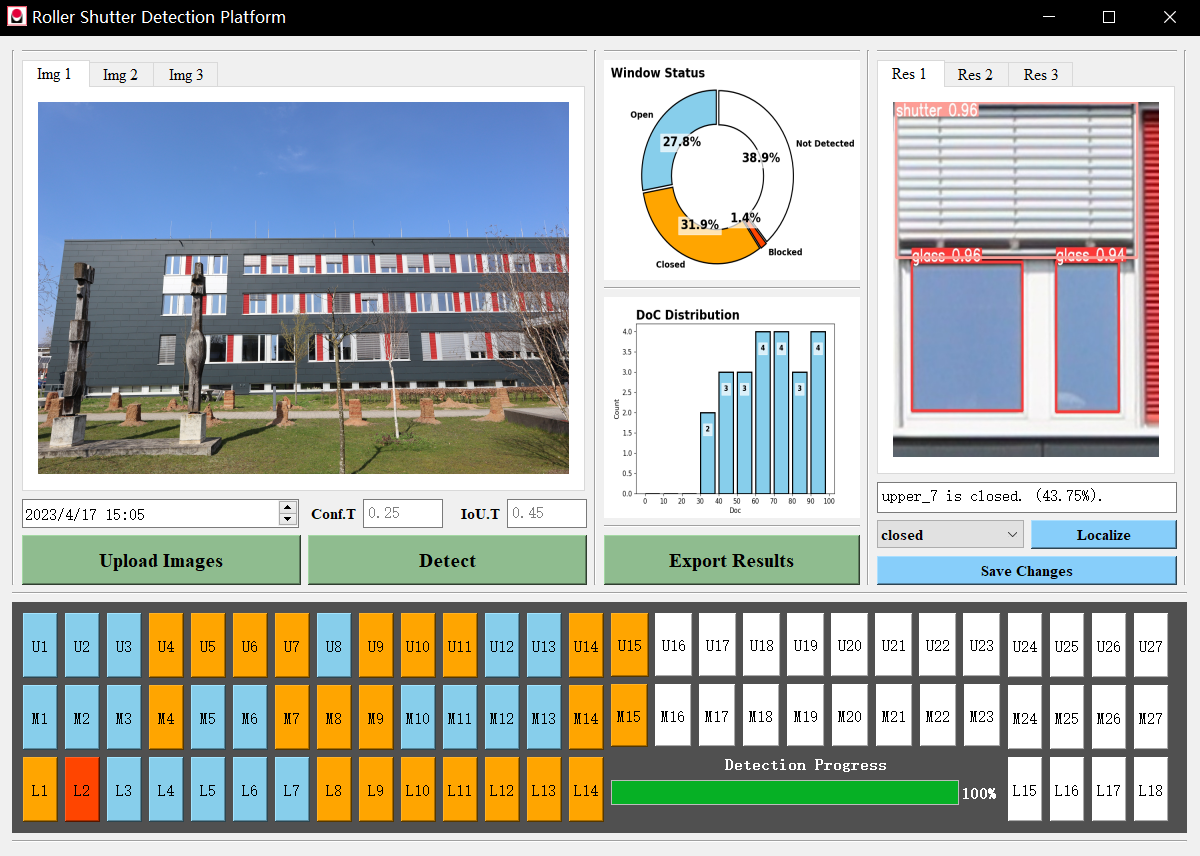 Roller Shutter Detection Platform
Img 1 Img 2 Img 3
Window Status
Open
27.8%
Not Detected
38.9%
31.9%
1.4%
Blocked
Closed
DoC Distribution
4.0
3.5
3.0
2.5
2.0
1.5
1.0
0.5
0.0
Count
2 3 3 4 4 3 4
0 10 20 30 40 50 60 70 80 90 100
Doc
Res 1 Res 2 Res 3
shutter 0.96
glass 0.96 glass 0.94
2023/4/17 15:05 Conf.T 0.25 IoU.T 0.45
Upload Images Detect Export Results
upper_7 is closed. (43.75%).
closed Localize
Save Changes
U1 U2 U3 U4 U5 U6 U7 U8 U9 U10 U11 U12 U13 U14 U15 U16 U17 U18 U19 U20 U21 U22 U23 U24 U25 U26 U27
M1 M2 M3 M4 M5 M6 M7 M8 M9 M10 M11 M12 M13 M14 M15 M16 M17 M18 M19 M20 M21 M22 M23 M24 M25 M26 M27
L1 L2 L3 L4 L5 L6 L7 L8 L9 L10 L11 L12 L13 L14 L15 L16 L17 L18
Detection Progress
100%